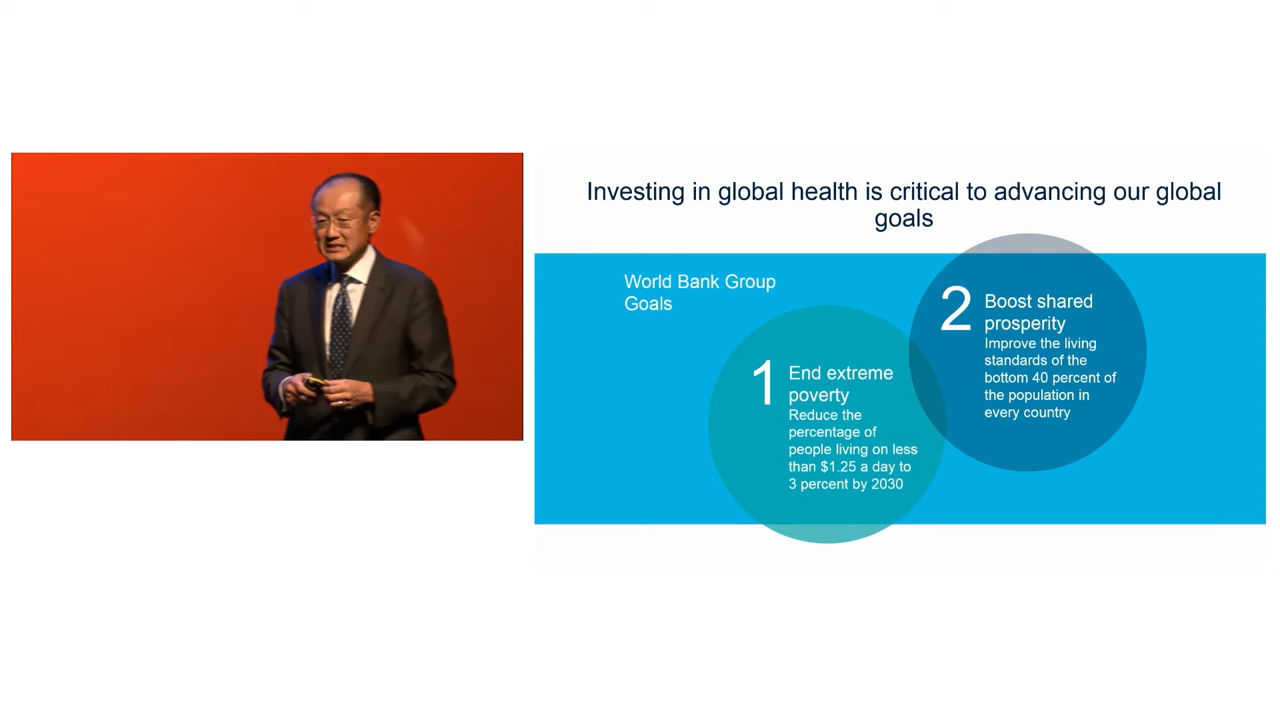 Investing in global health is critical to advancing our global
goals
World Bank Group
Goals
1
End extreme
poverty
Reduce the
percentage of
people living on less
than $1.25 a day to
3 percent by 2030
2
Boost shared
prosperity
Improve the living
standards of the
bottom 40 percent of
the population in
every country